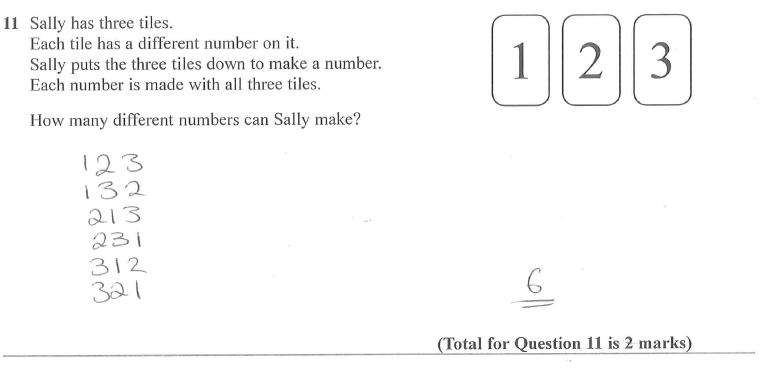 11 Sally has three tiles.
Each tile has a different number on it.
Sally puts the three tiles down to make a number.
Each number is made with all three tiles.
1 2 3
How many different numbers can Sally make?
123
132
213
231
312
321
6
(Total for Question 11 is 2 marks)